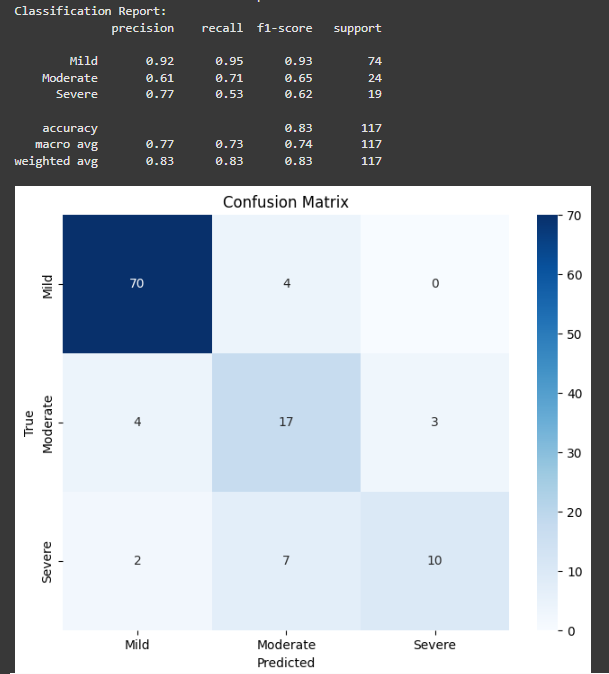 Classification Report:
precision recall f1-score support
Mild 0.92 0.95 0.93 74
Moderate 0.61 0.71 0.65 24
Severe 0.77 0.53 0.62 19
accuracy 0.83 117
macro avg 0.77 0.73 0.74 117
weighted avg 0.83 0.83 0.83 117
Confusion Matrix
70
60
50
40
30
20
10
0
True
Mild 70 4 0
Moderate 4 17 3
Severe 2 7 10
Mild Moderate Severe
Predicted